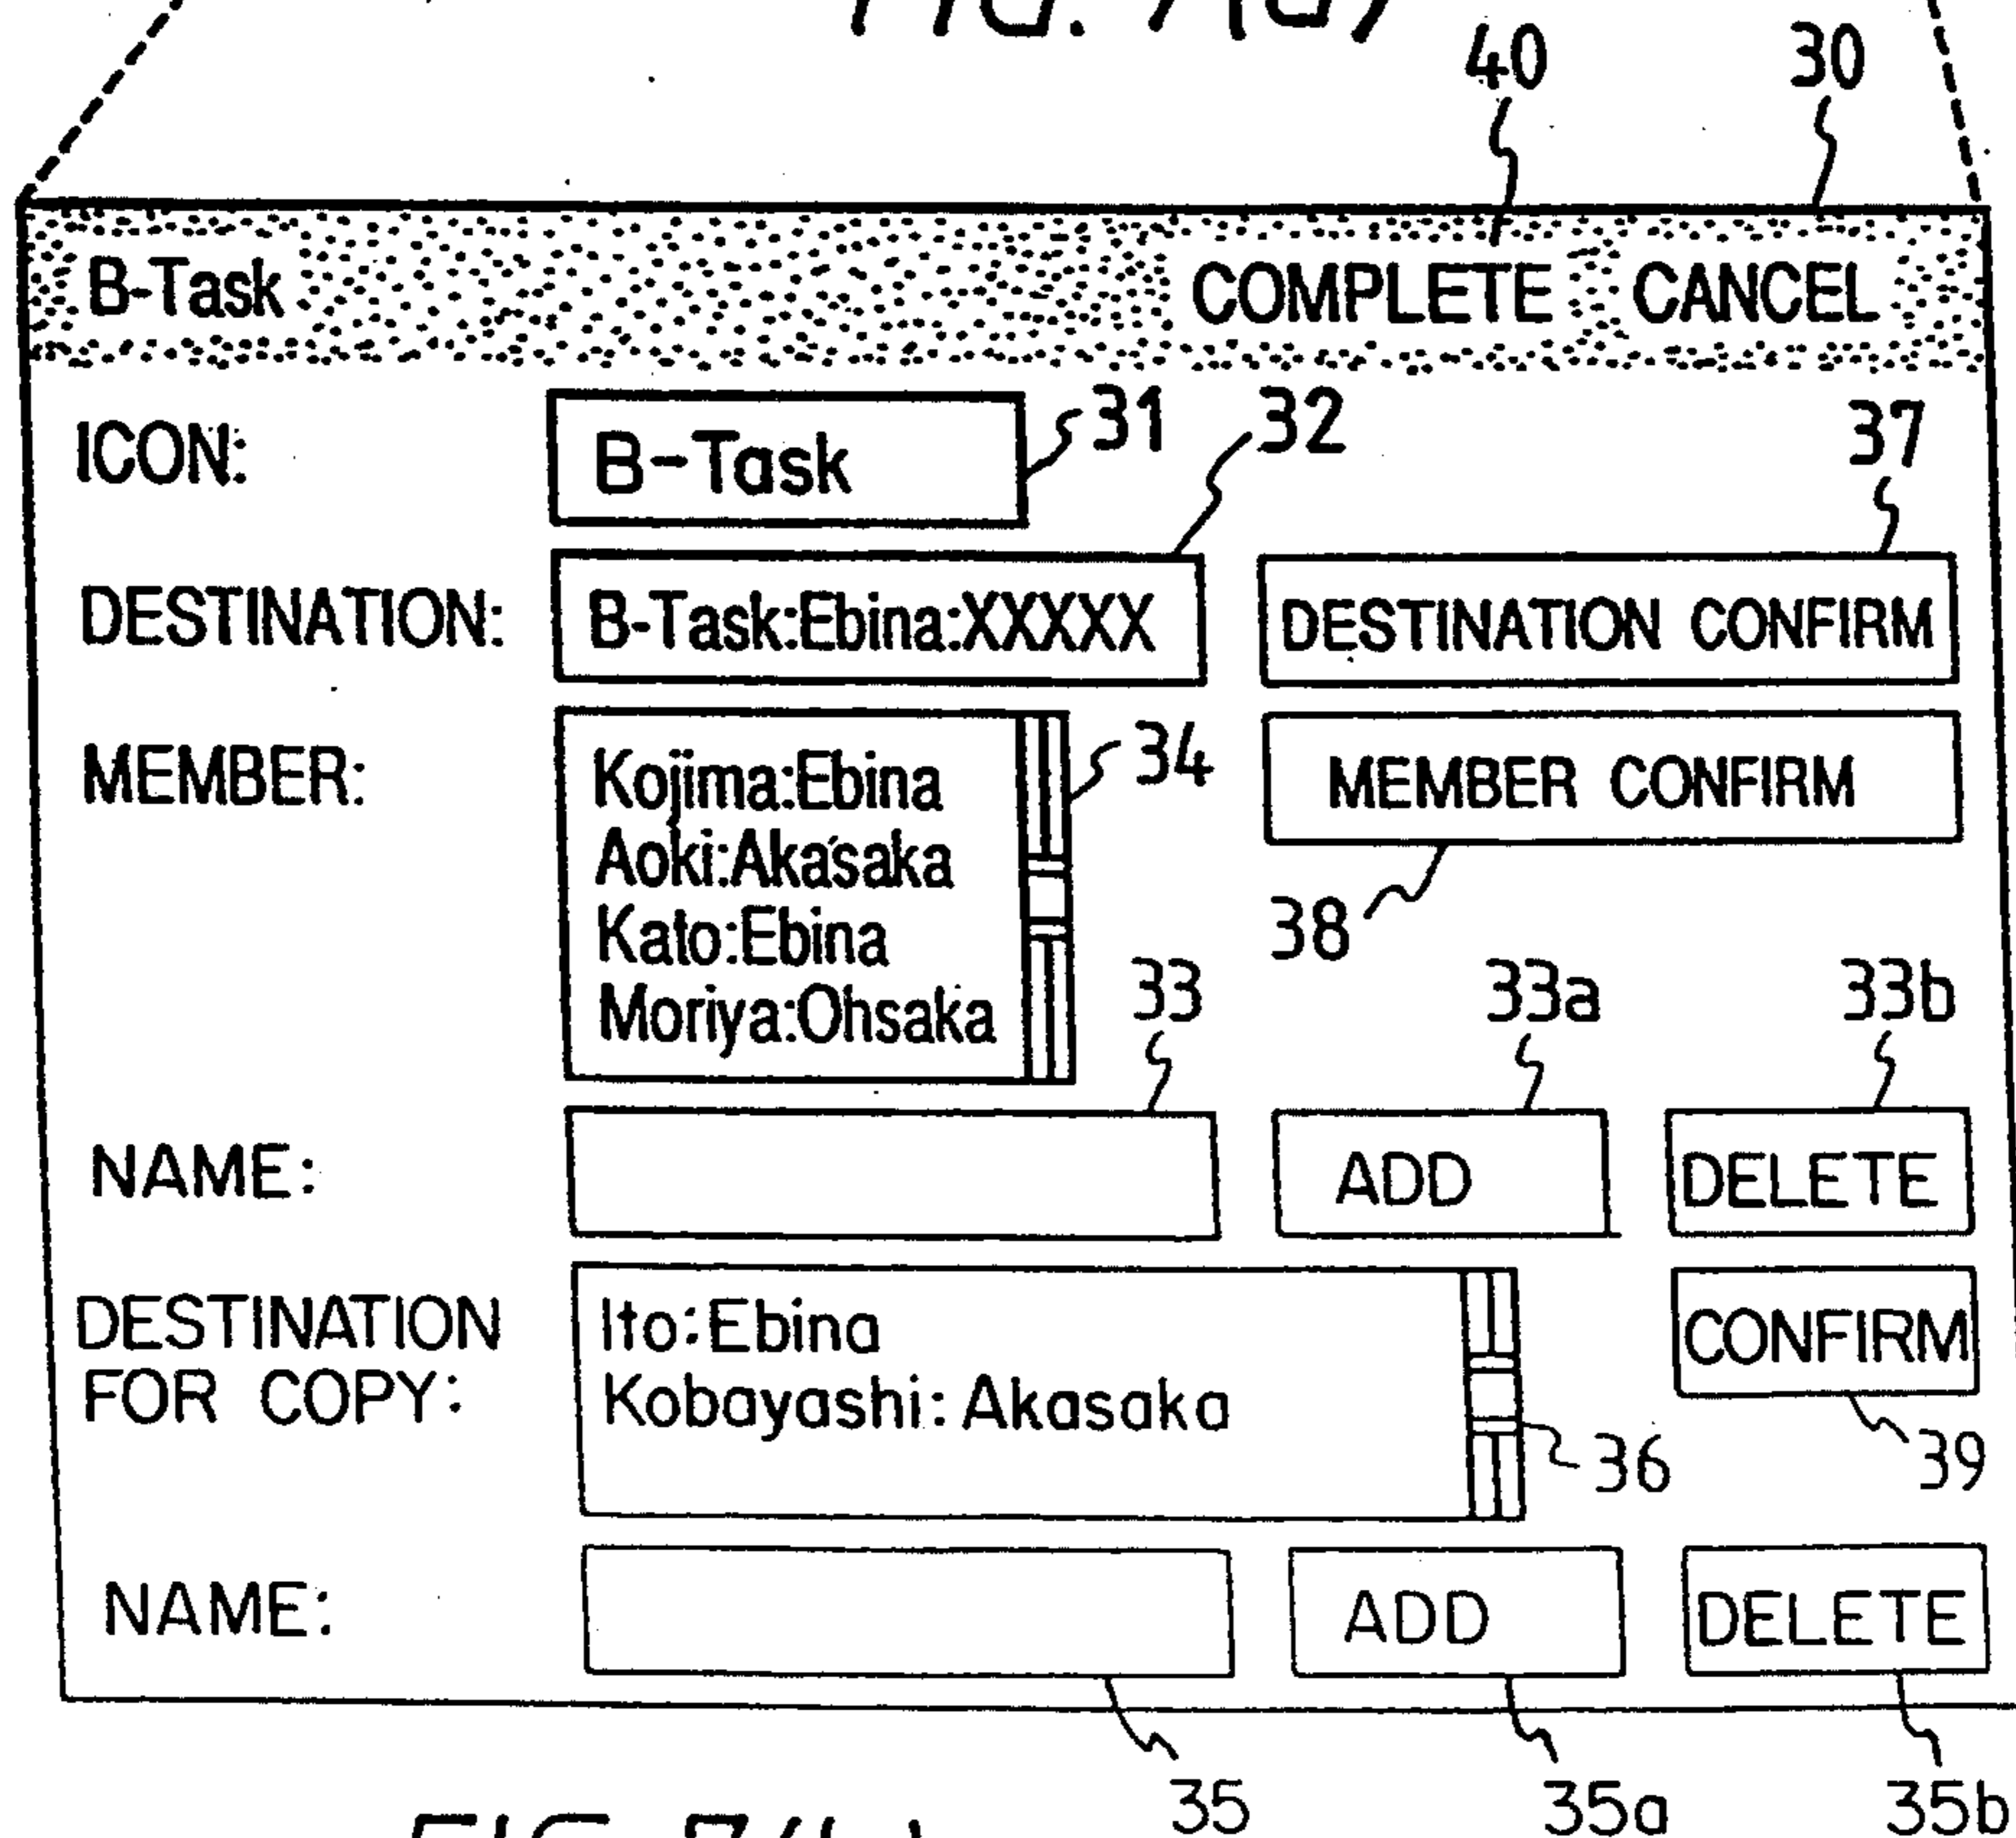 FIG. 7(a)
40 30
B-Task COMPLETE CANCEL
ICON: B-Task 31 32 37
DESTINATION: B-Task:Ebina:XXXXX DESTINATION CONFIRM
MEMBER: Kojima:Ebina 34 MEMBER CONFIRM
Aoki:Akasaka
Kato:Ebina 38
Moriya:Ohsaka 33 33a 33b
NAME: ADD DELETE
DESTINATION Ito:Ebina CONFIRM
FOR COPY: Kobayashi:Akasaka
36 39
NAME: ADD DELETE
35 35a 35b